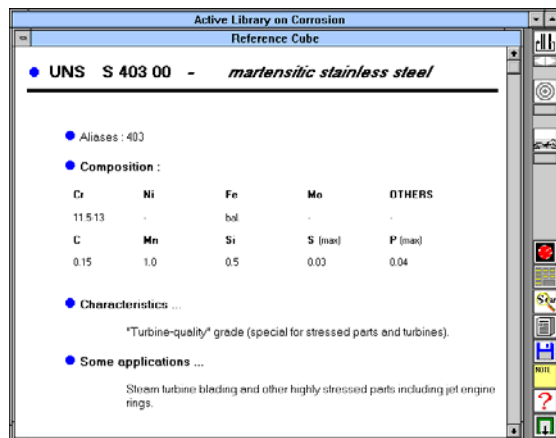 Active Library on Corrosion
Reference Cube
UNS S 403 00 - martensitic stainless steel
Aliases : 403
Composition :
Cr Ni Fe Mo OTHERS
11.5-13 - bal. - -
C Mn Si S (max) P (max)
0.15 1.0 0.5 0.03 0.04
Characteristics ...
"Turbine-quality" grade (special for stressed parts and turbines).
Some applications ...
Steam turbine blading and other highly stressed parts including jet engine
rings.
NOTE
?